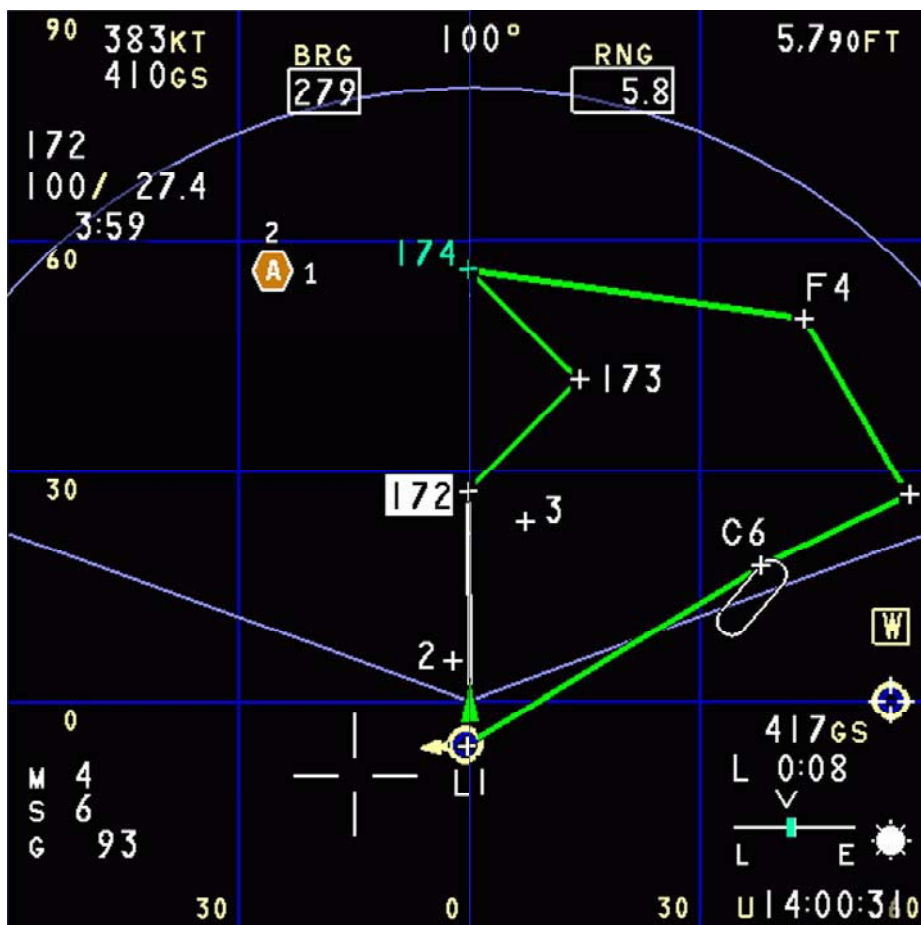 90 383KT 100° 5,790FT
410GS BRG RNG
279 5.8
172
100/ 27.4
3:59
2
60 A 1 174
F4
173
30 172
3
C6
2
W
0
417GS
L1 L 0:08
M 4
S 6
G 93
L E
30 0 30 U14:00:31